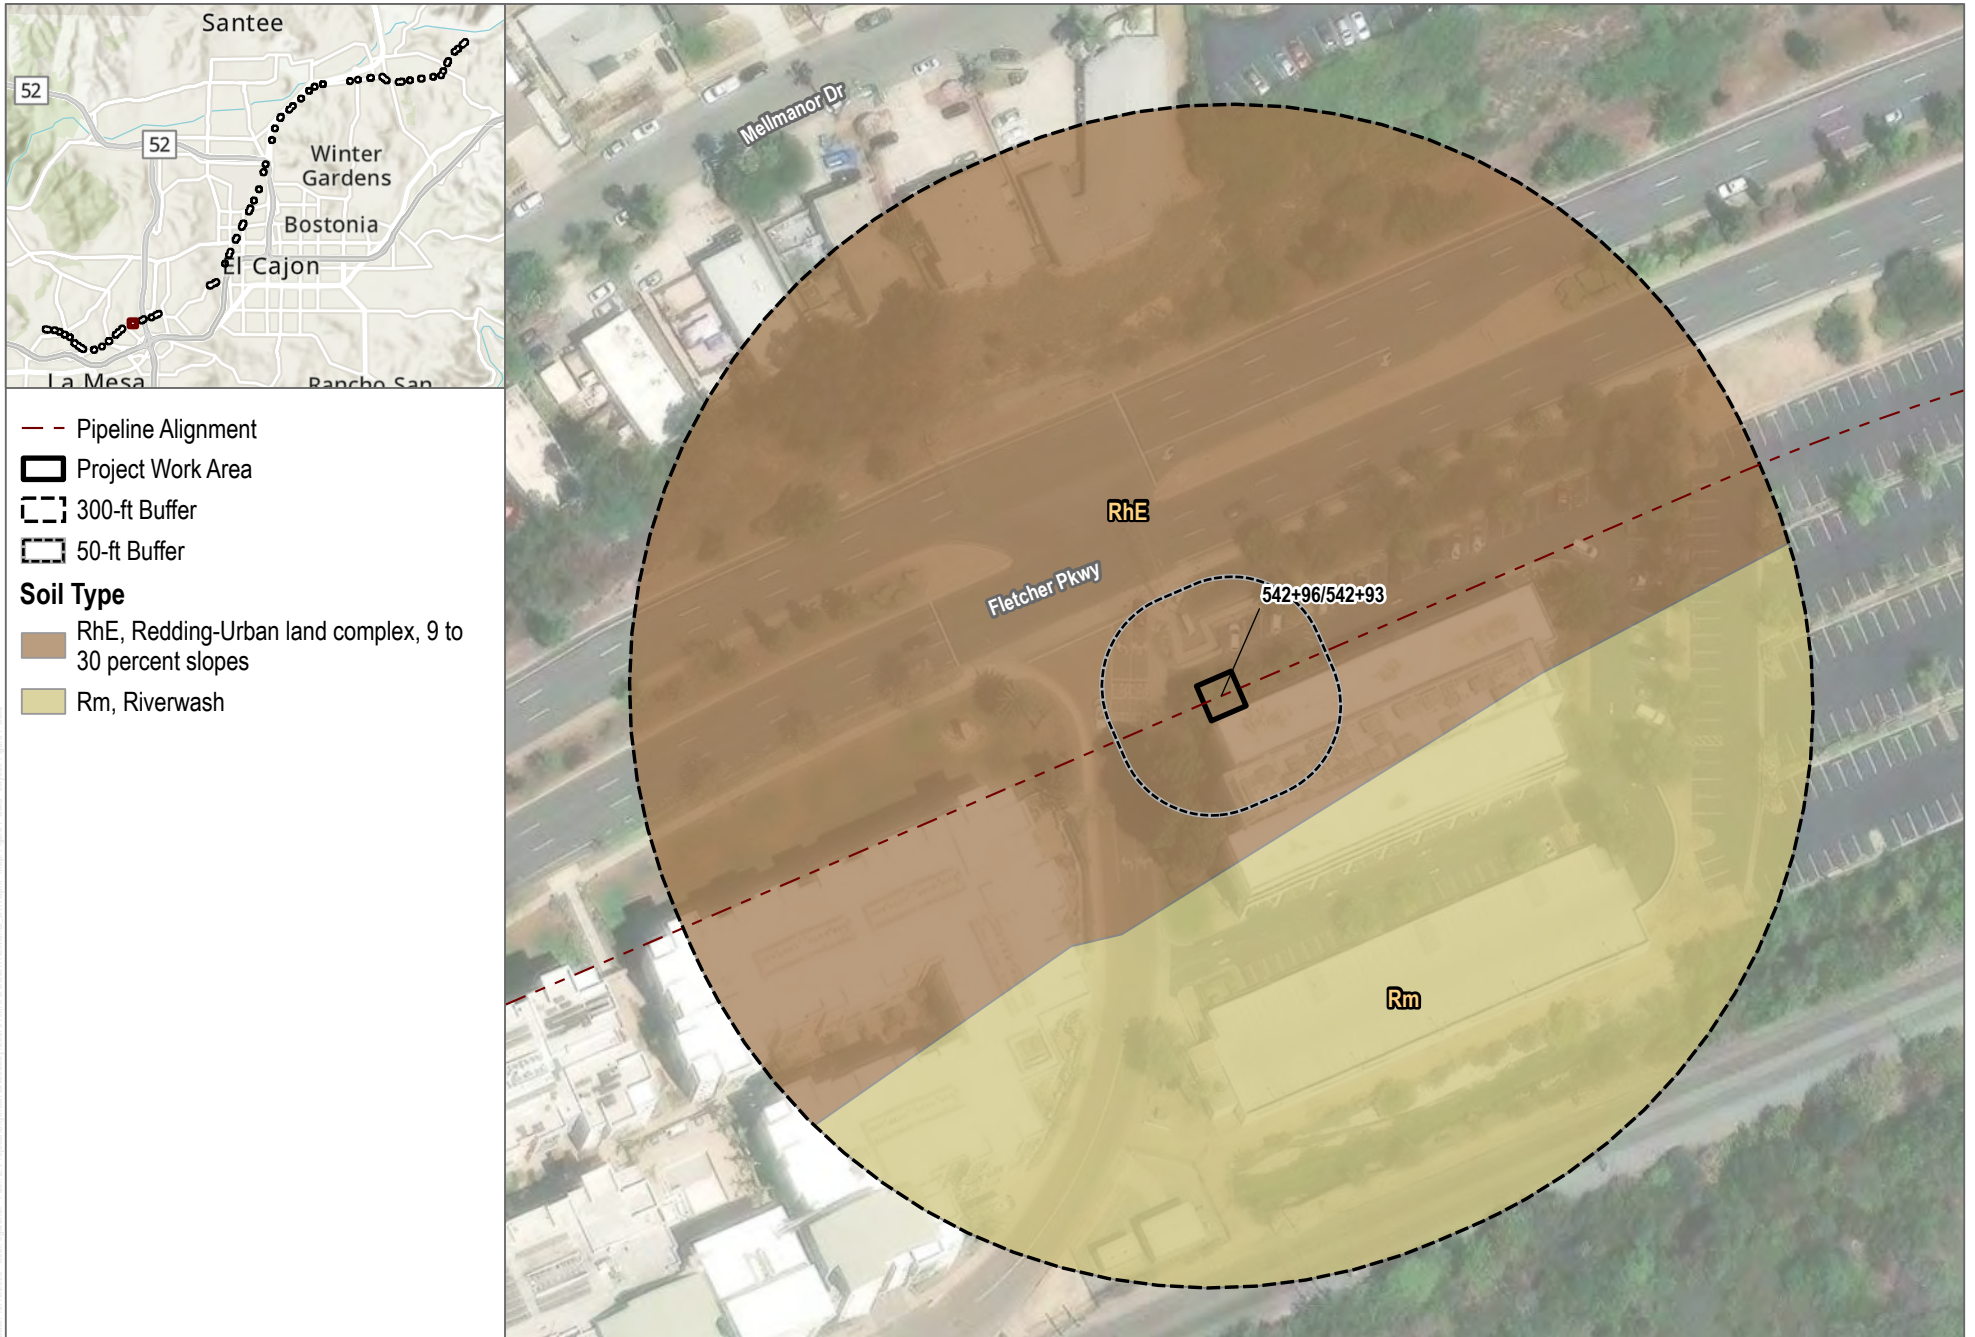 Santee
52
52
Winter
Gardens
Bostonia
El Cajon
La Mesa
Rancho San
Pipeline Alignment
Project Work Area
300-ft Buffer
50-ft Buffer
Soil Type
RhE, Redding-Urban land complex, 9 to
30 percent slopes
Rm, Riverwash
Mellmanor Dr
RhE
Fletcher Pkwy
542+96/542+93
Rm